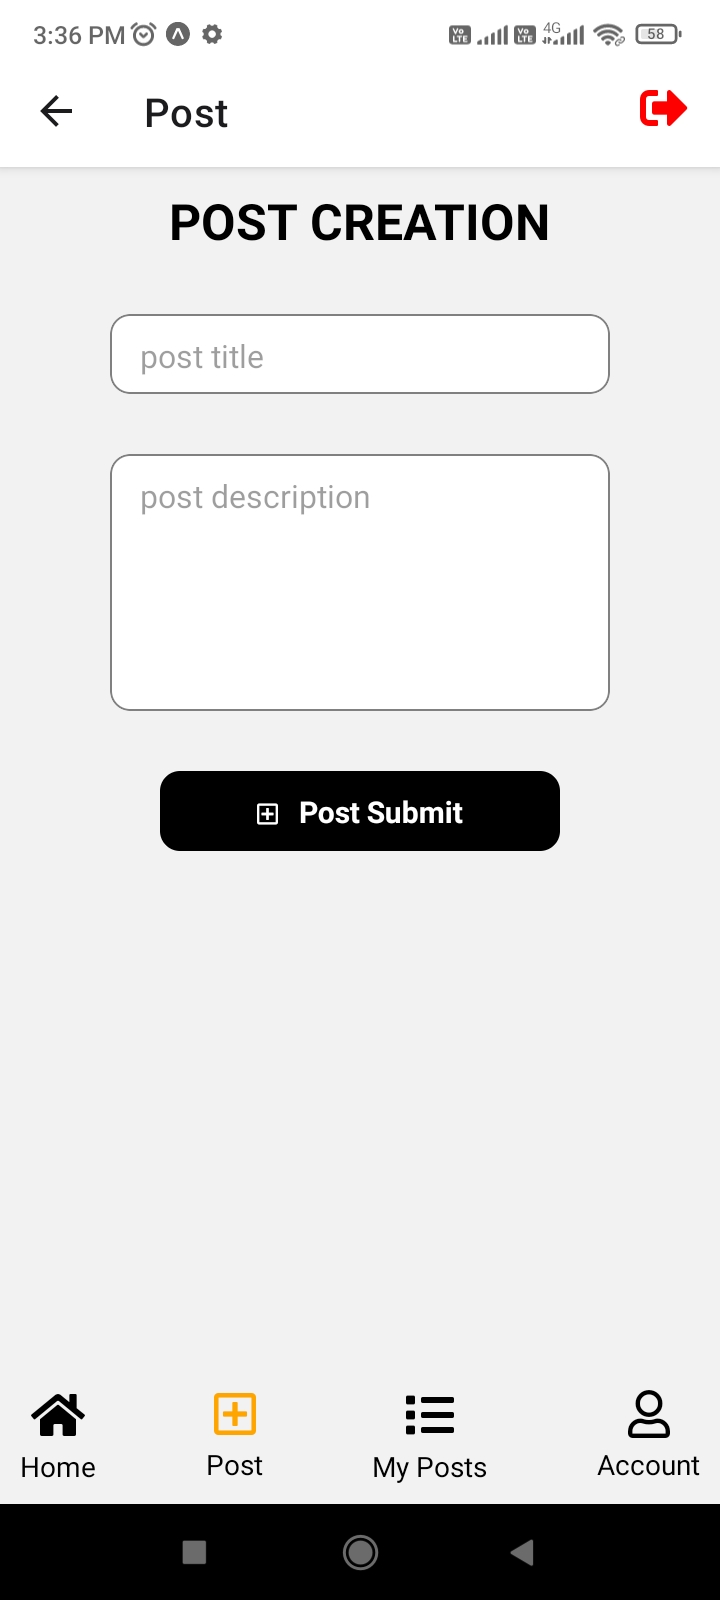 3:36 PM Vo LTE Vo LTE 4G 58
Post
POST CREATION
post title
post description
Post Submit
Home Post My Posts Account